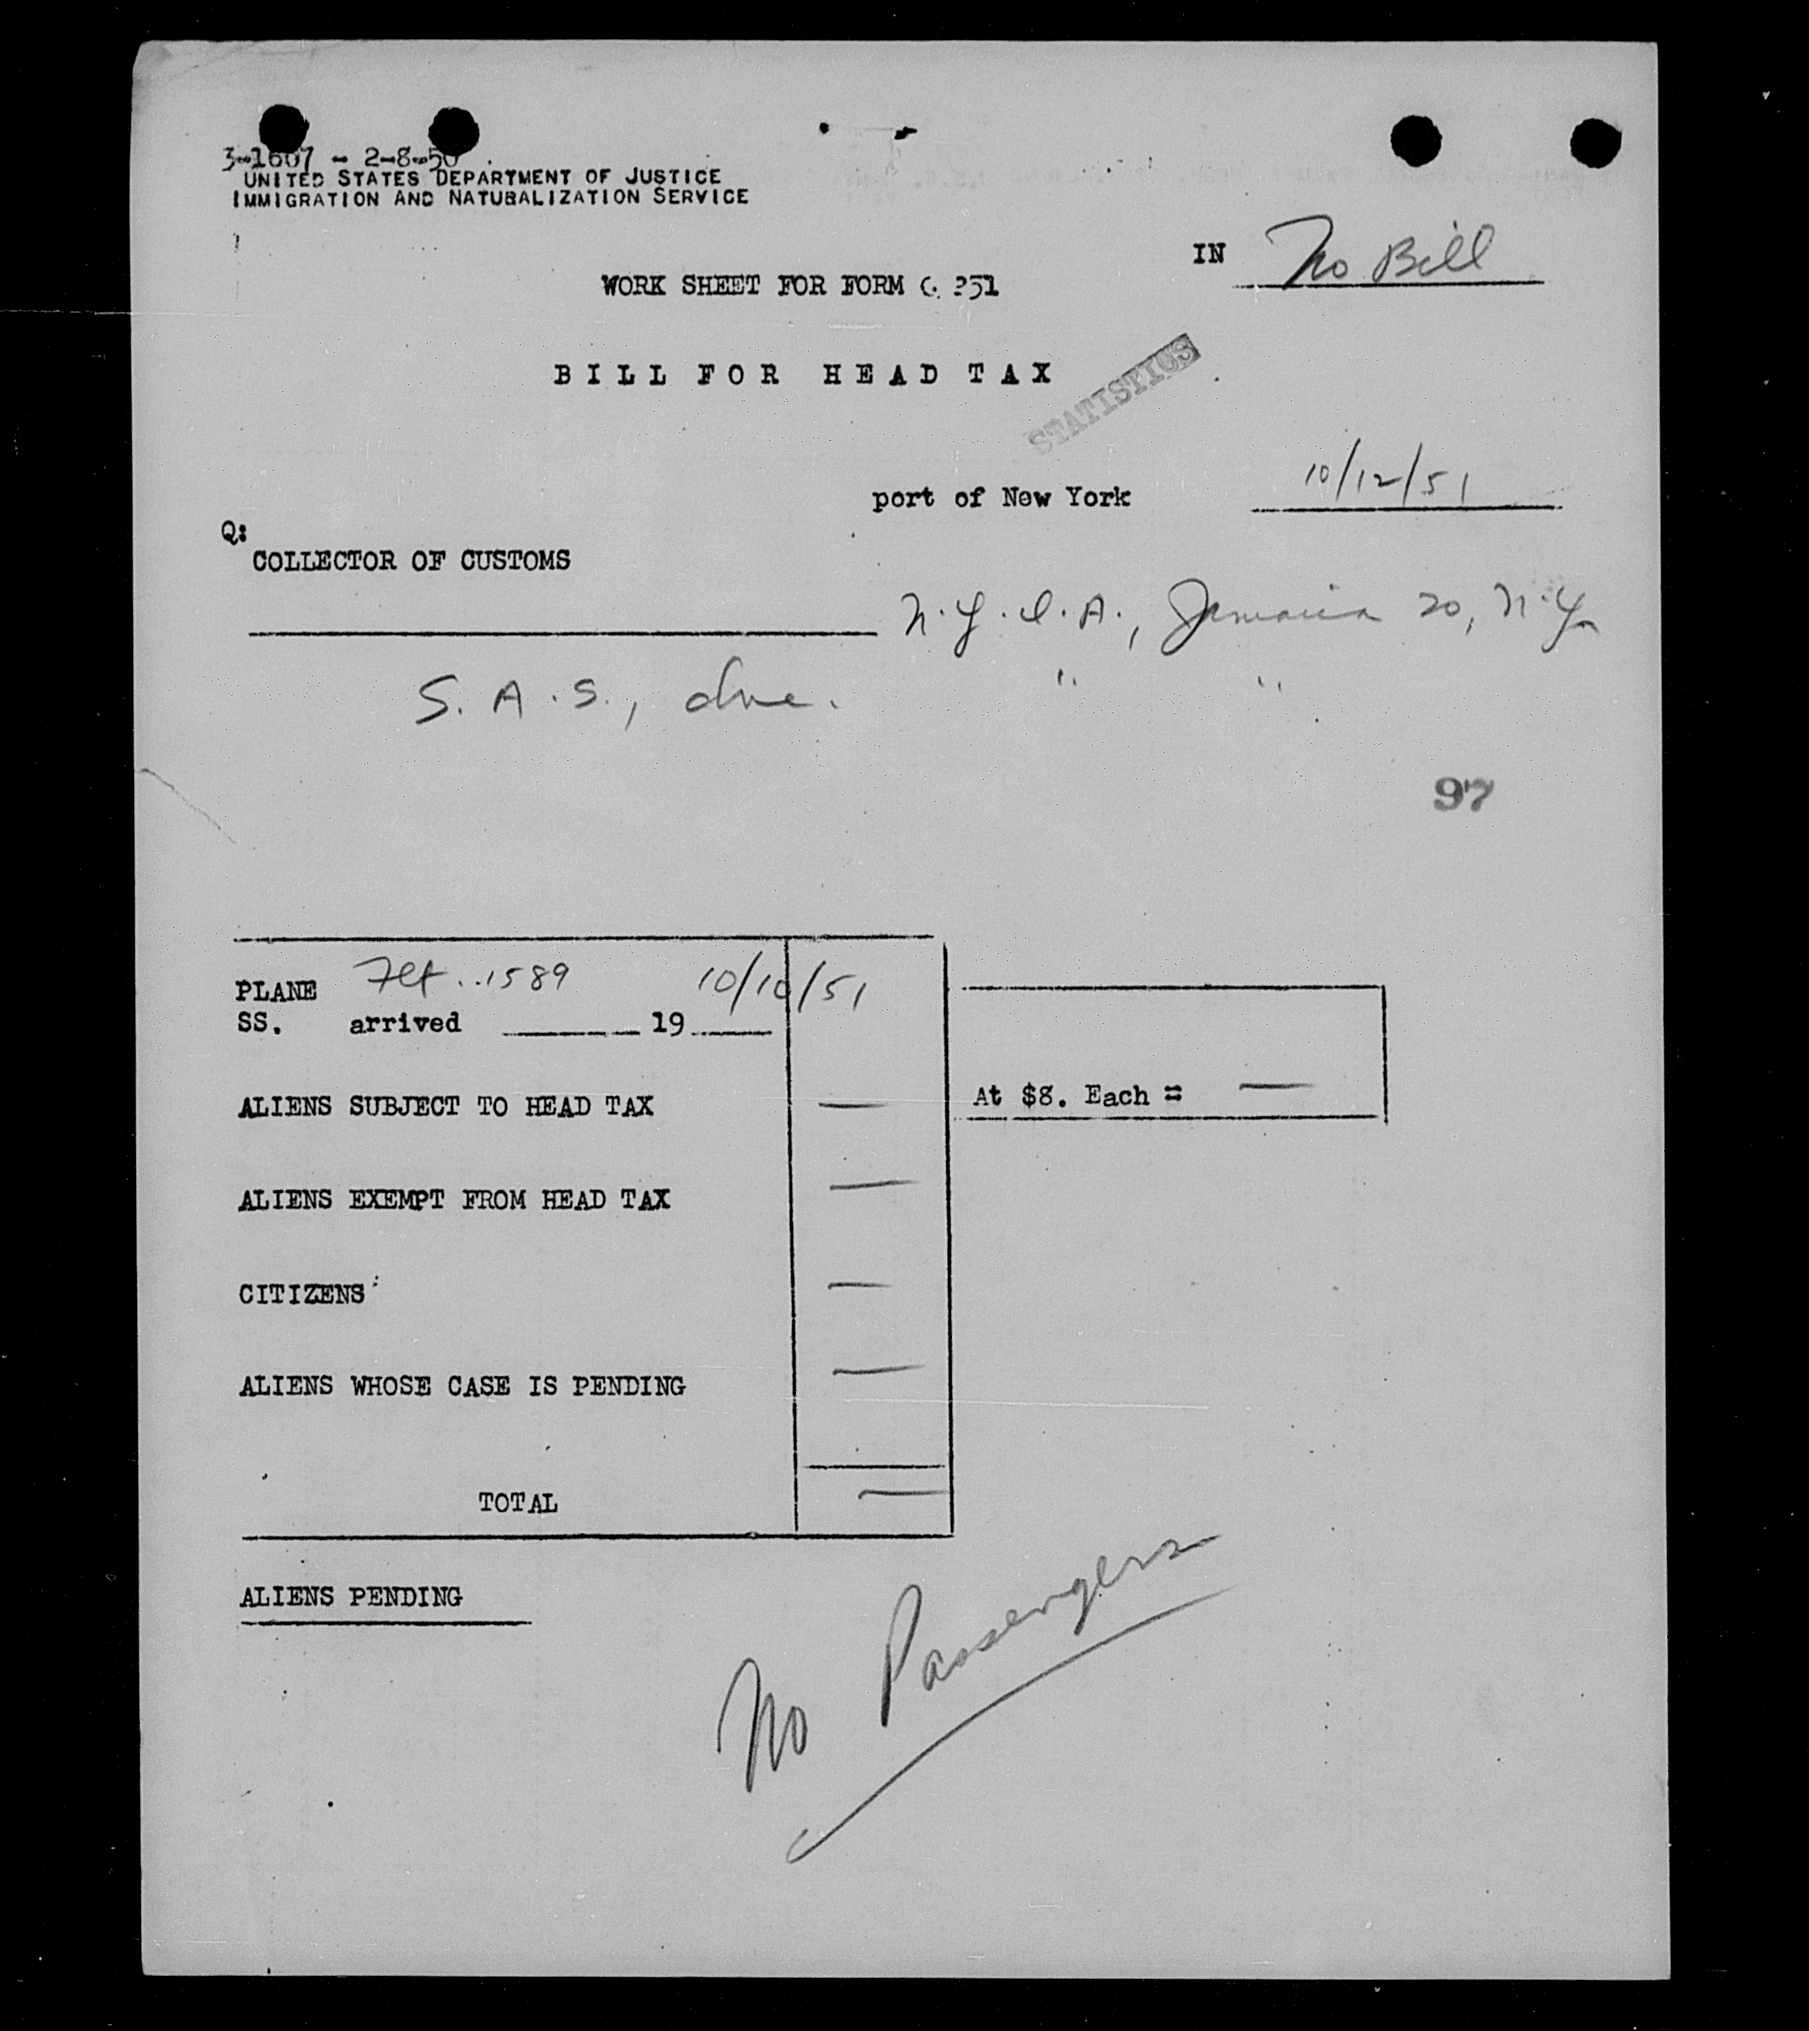 3-1607 - 2-8-50
UNITED STATES DEPARTMENT OF JUSTICE
IMMIGRATION AND NATURALIZATION SERVICE
IN No Bill
WORK SHEET FOR FORM G. 251
BILL FOR HEAD TAX
STATISTICS
port of New York 10/12/51
Q:
COLLECTOR OF CUSTOMS
N.Y.I.A., Jamaica 20, N.Y.
S.A.S., Inc. " "
97
PLANE Flt. 1589 10/10/51
SS. arrived 19
ALIENS SUBJECT TO HEAD TAX — At $8. Each = —
ALIENS EXEMPT FROM HEAD TAX —
CITIZENS —
ALIENS WHOSE CASE IS PENDING —
TOTAL —
ALIENS PENDING
No Passengers